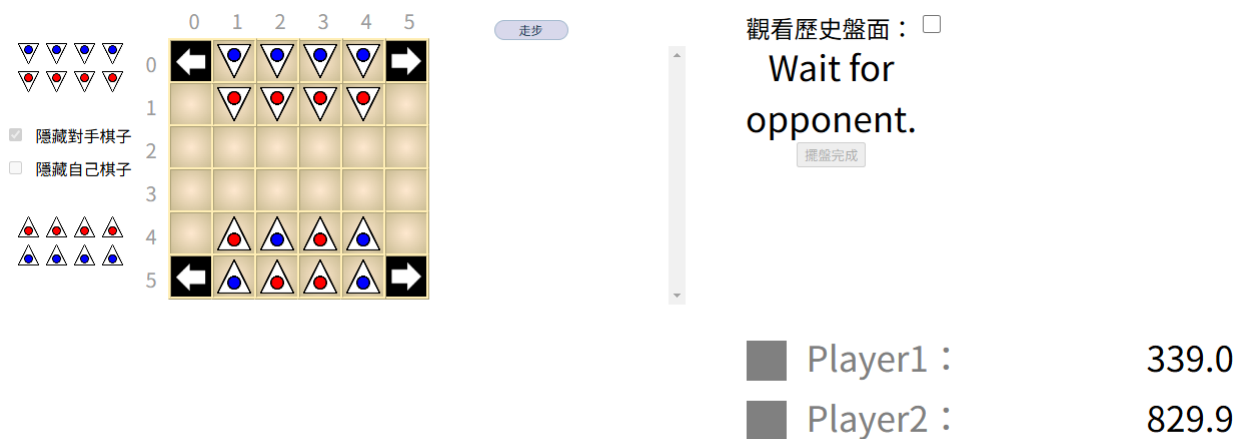 0 1 2 3 4 5
走步
0
1
2
3
4
5
隱藏對手棋子
隱藏自己棋子
觀看歷史盤面：
Wait for
opponent.
擺盤完成
Player1： 339.0
Player2： 829.9